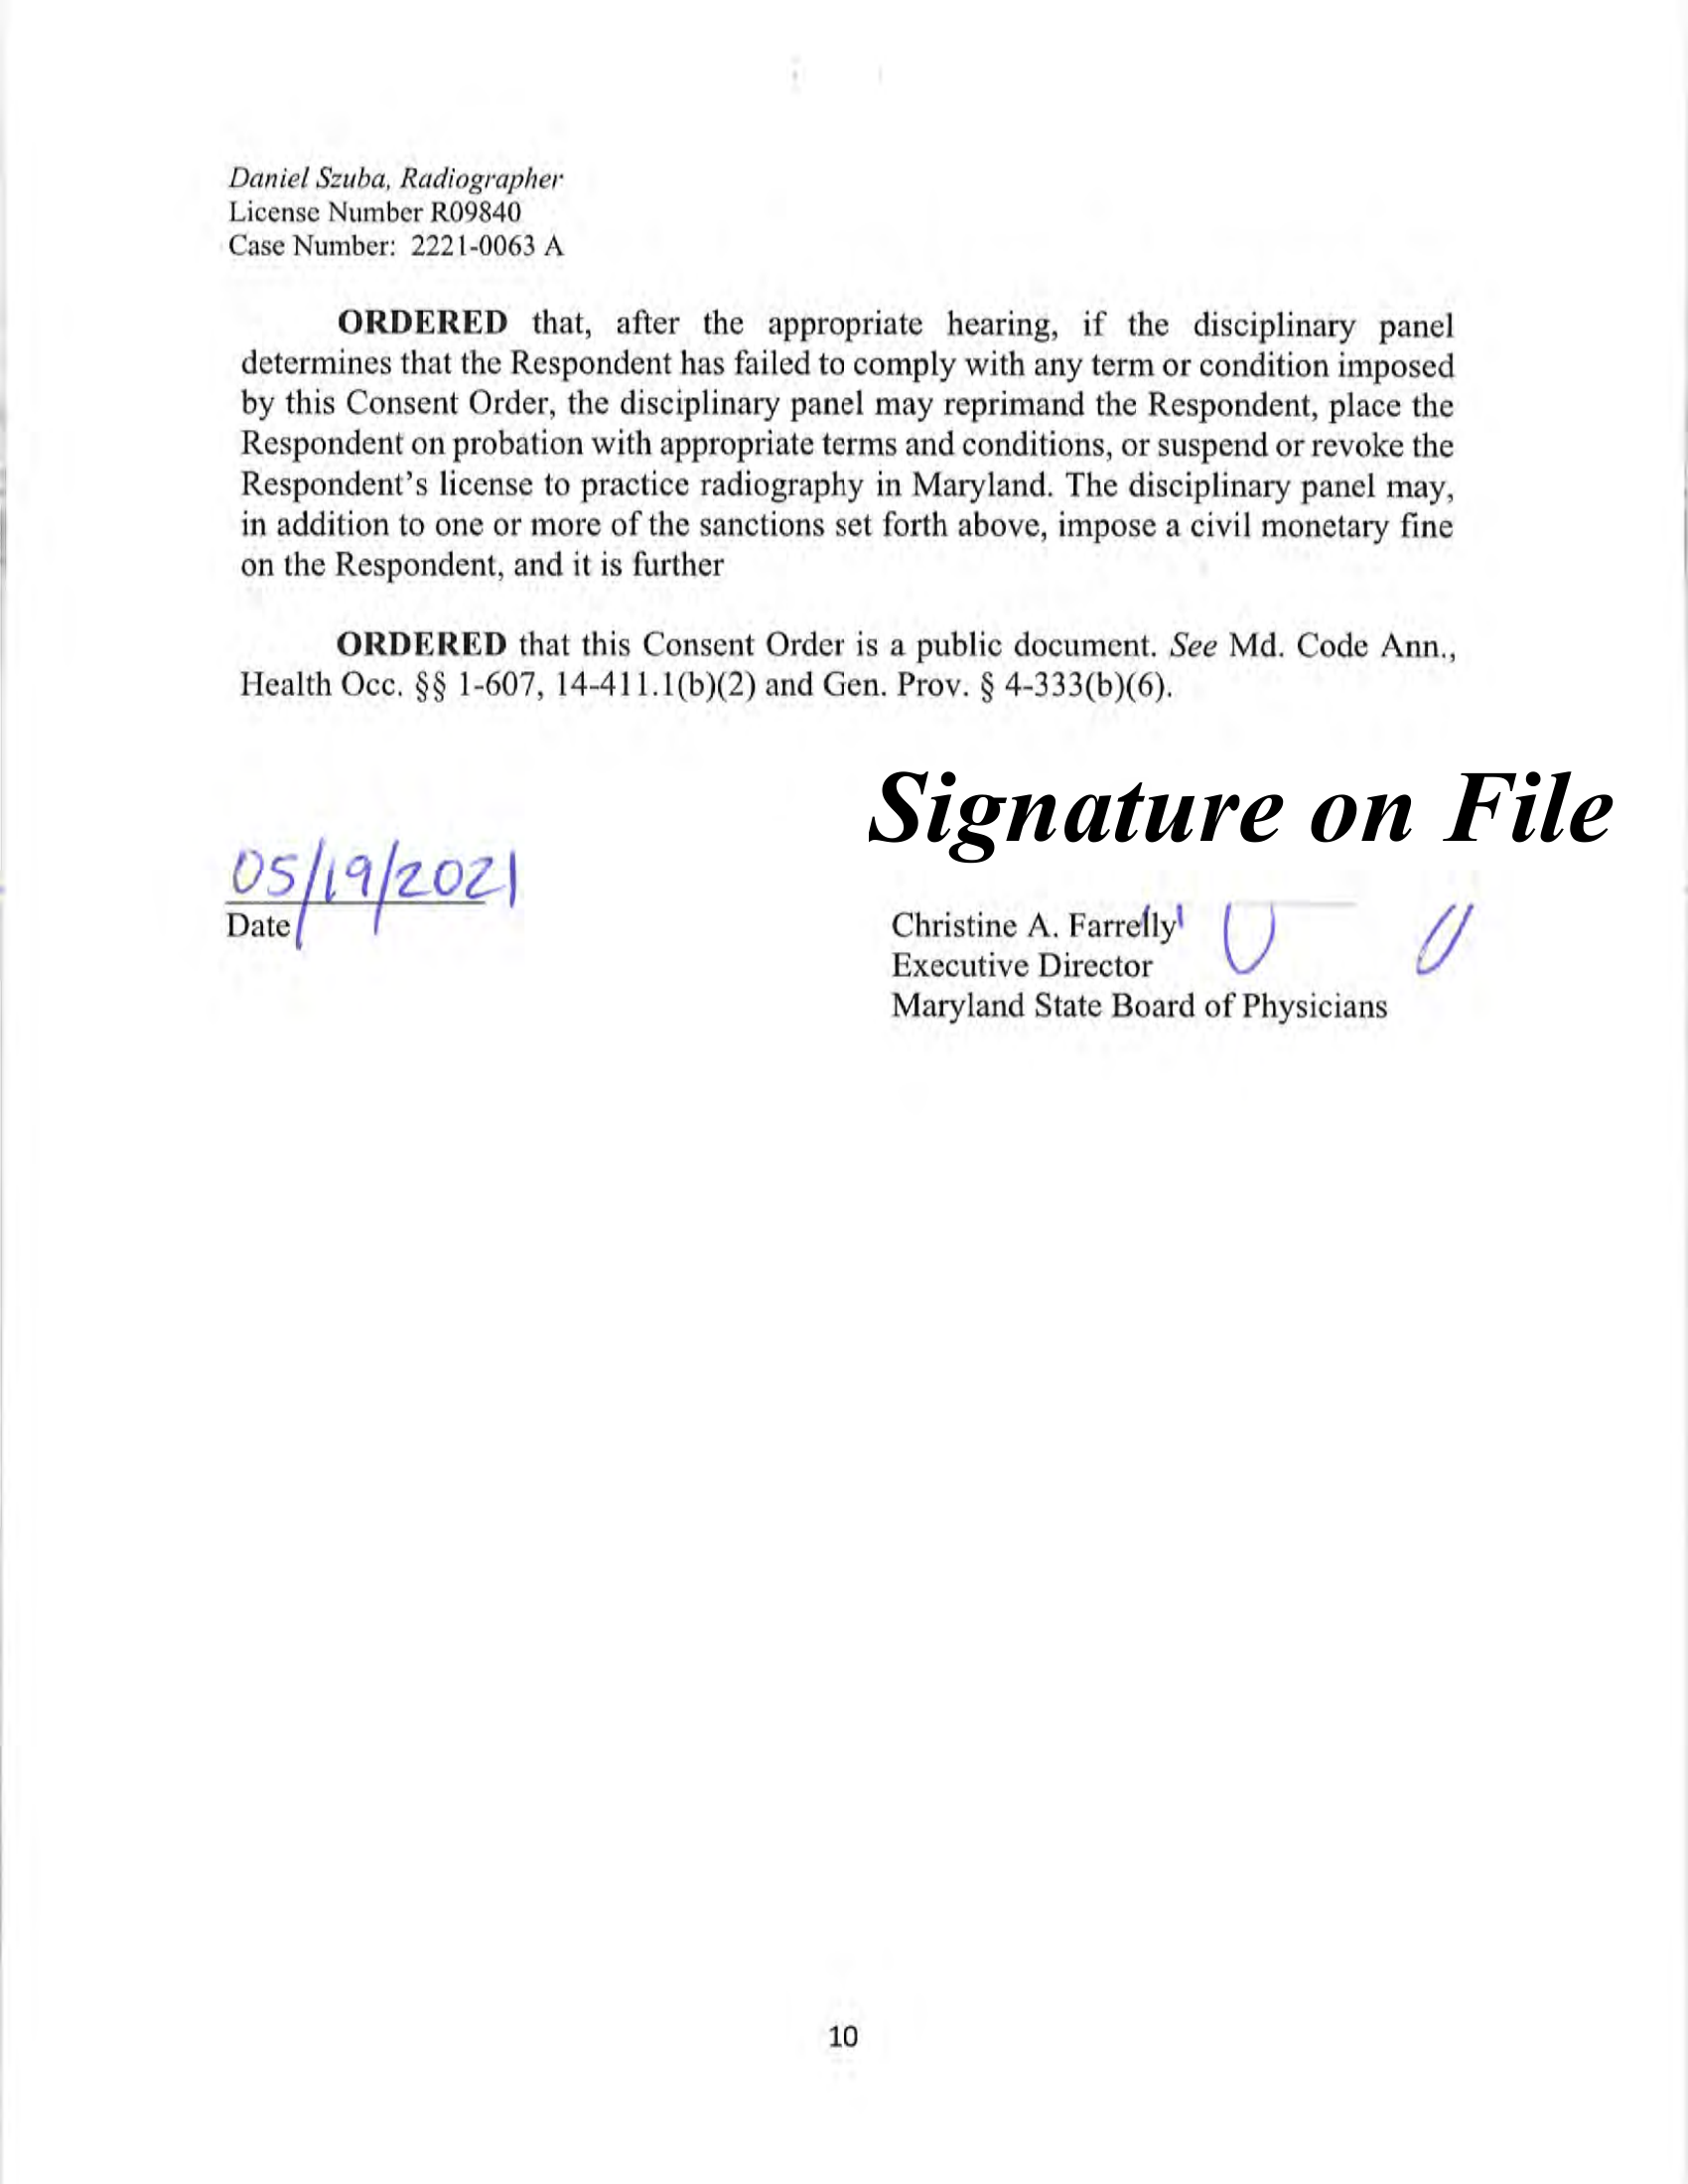 Daniel Szuba, Radiographer
License Number R09840
Case Number: 2221-0063 A
ORDERED that, after the appropriate hearing, if the disciplinary panel
determines that the Respondent has failed to comply with any term or condition imposed
by this Consent Order, the disciplinary panel may reprimand the Respondent, place the
Respondent on probation with appropriate terms and conditions, or suspend or revoke the
Respondent’s license to practice radiography in Maryland. The disciplinary panel may,
in addition to one or more of the sanctions set forth above, impose a civil monetary fine
on the Respondent, and it is further
ORDERED that this Consent Order is a public document. See Md. Code Ann.,
Health Occ. §§ 1-607, 14-411.1(b)(2) and Gen. Prov. § 4-333(b)(6).
Signature on File
05/19/2021
Date
Christine A. Farrelly
Executive Director
Maryland State Board of Physicians
10